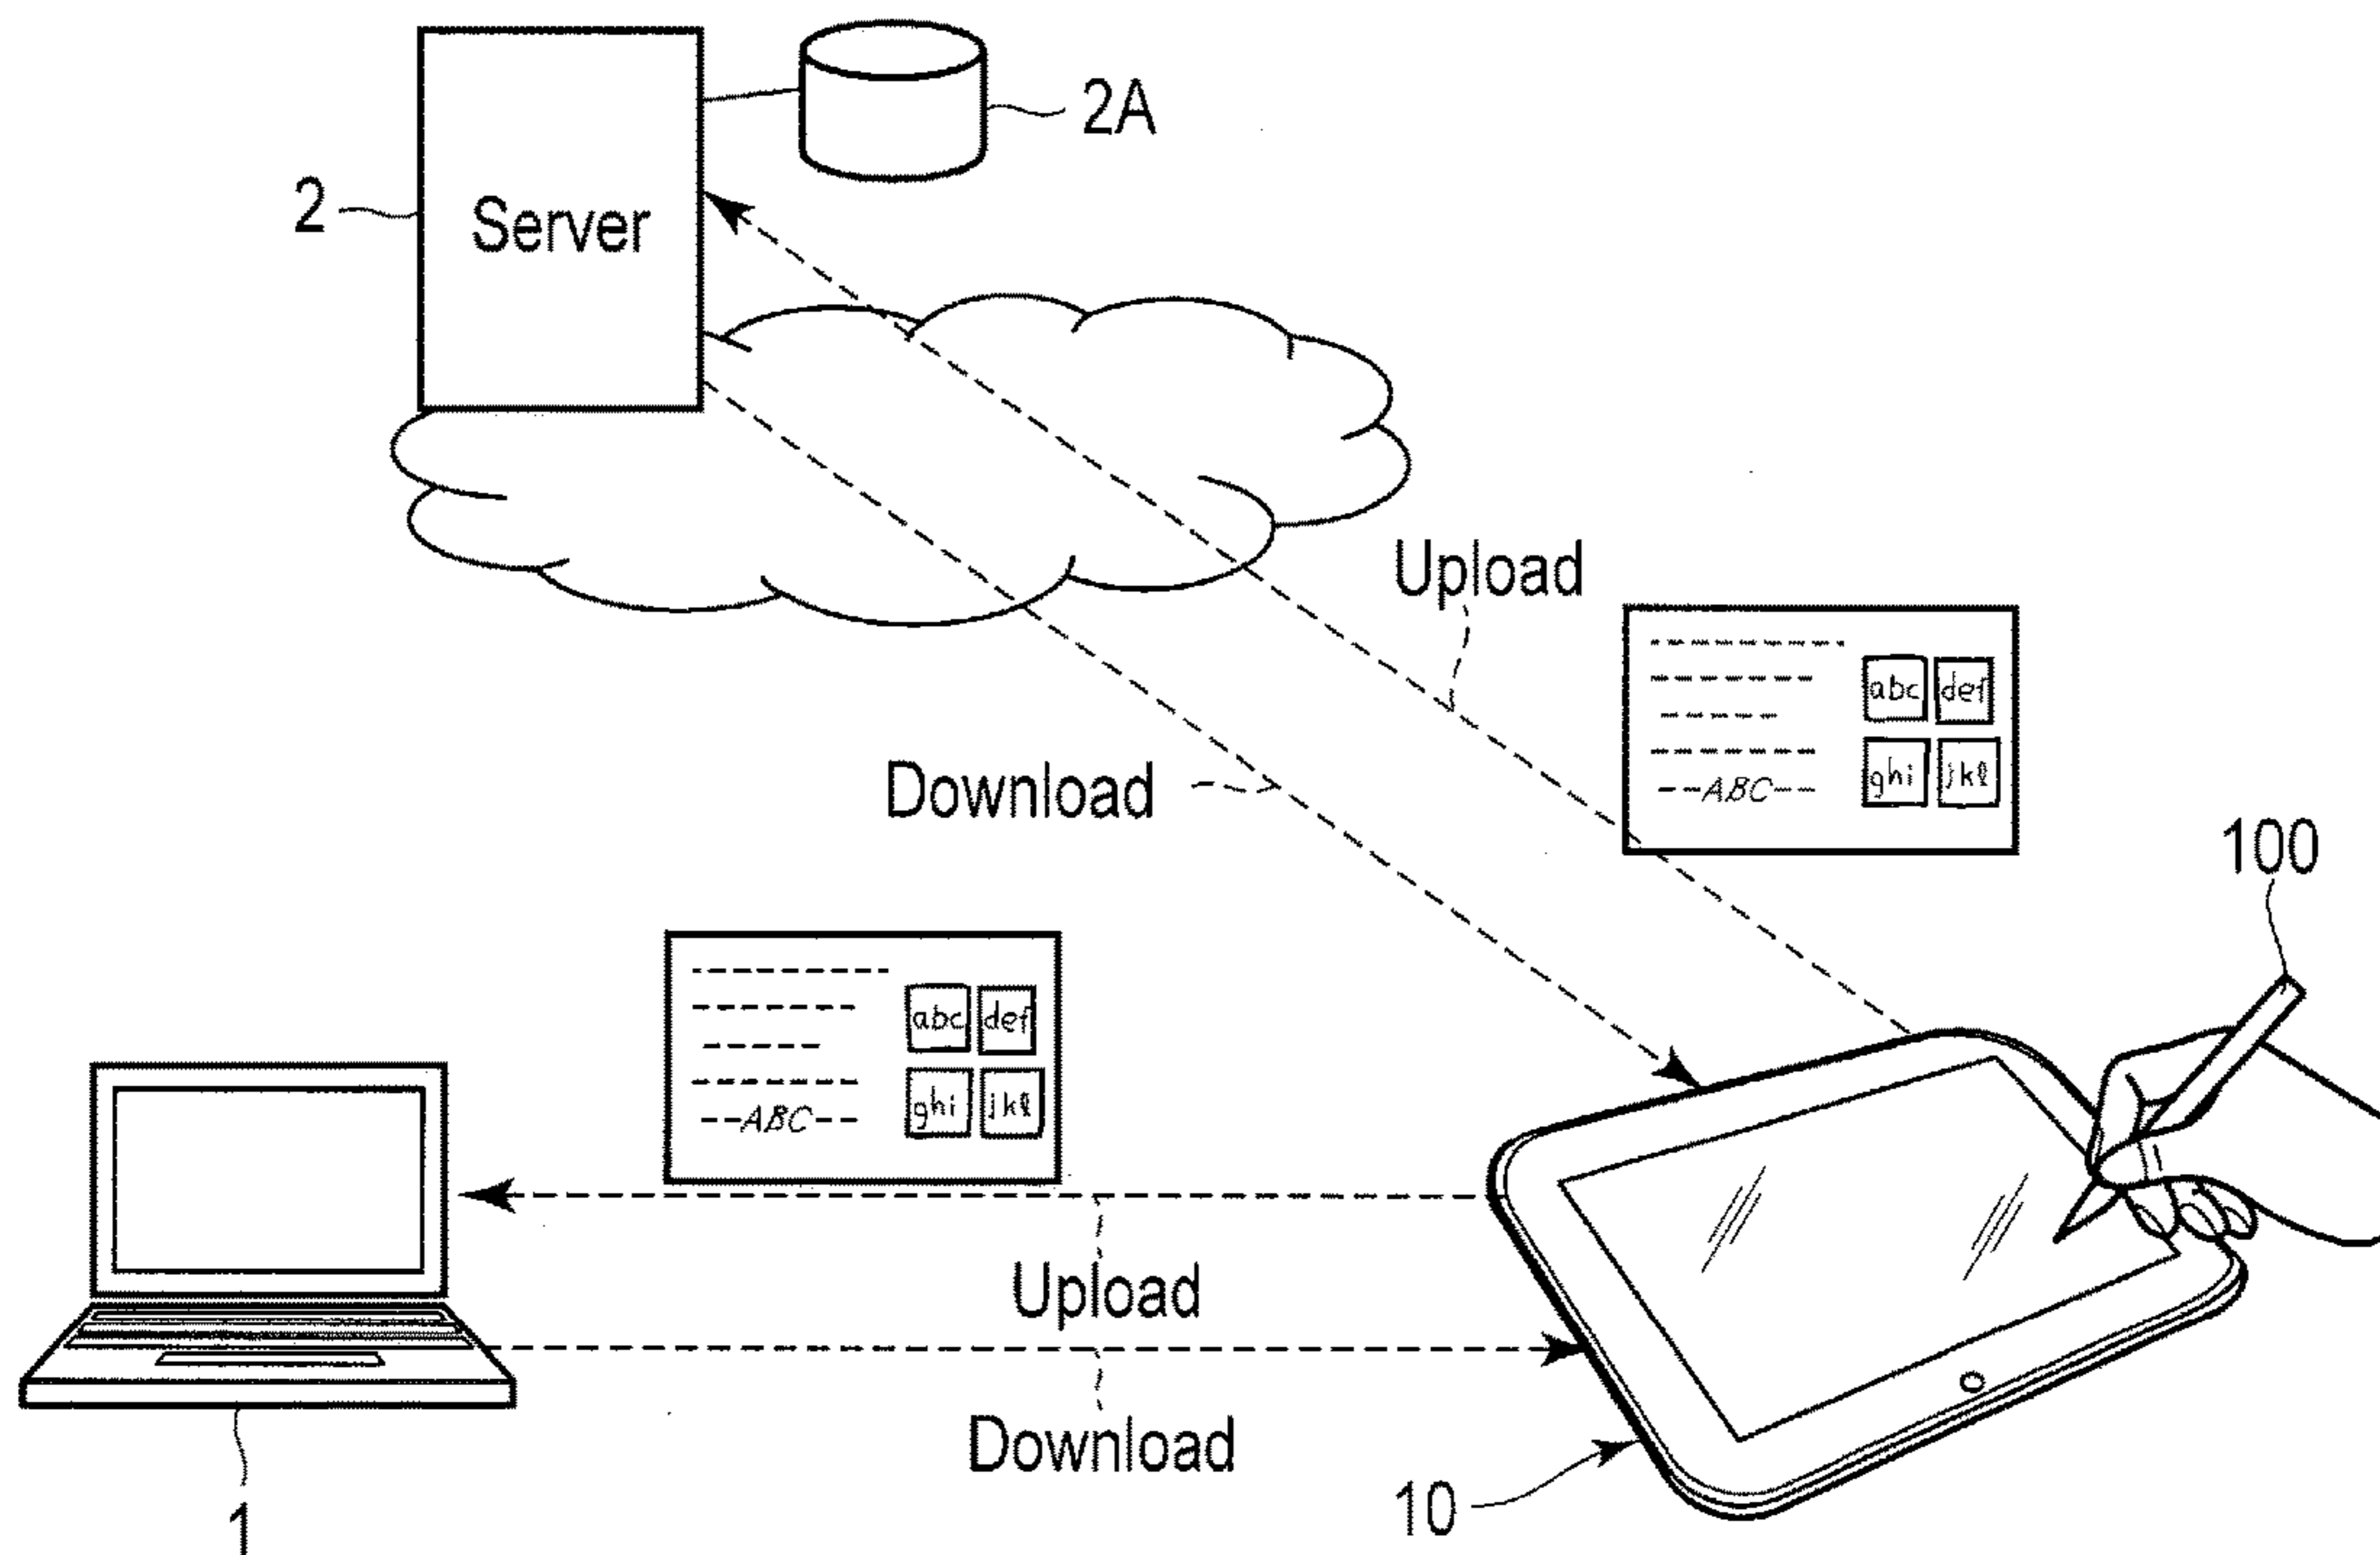 2A
2
Server
Upload
abc def
ghi jkl
ABC
Download
100
abc def
ghi jkl
ABC
Upload
Download
10
1